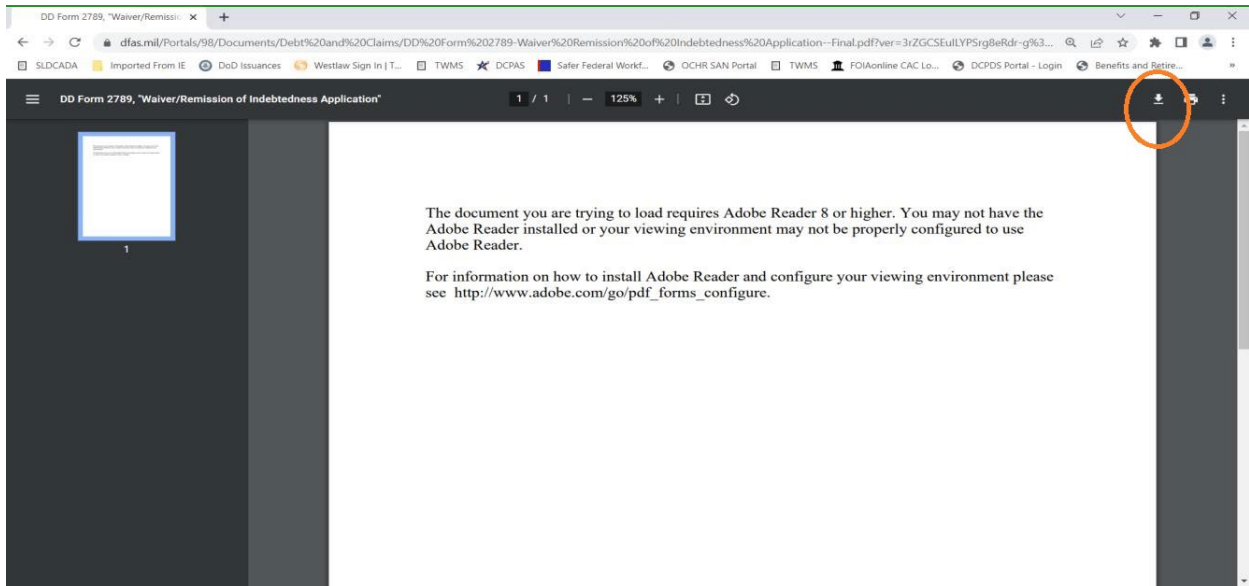 DD Form 2789, "Waiver/Remissio
dfas.mil/Portals/98/Documents/Debt%20and%20Claims/DD%20Form%202789-Waiver%20Remission%20of%20Indebtedness%20Application--Final.pdf?ver=3rZGCSEulLYPSrg8eRdr-g%3...
SLDCADA Imported From IE DoD Issuances Westlaw Sign In | T... TWMS DCPAS Safer Federal Workf... OCHR SAN Portal TWMS FOIAonline CAC Lo... DCPDS Portal - Login Benefits and Retire... »
DD Form 2789, "Waiver/Remission of Indebtedness Application" 1 / 1 | − 125% + |
The document you are trying to load requires Adobe Reader 8 or higher. You may not have the
Adobe Reader installed or your viewing environment may not be properly configured to use
Adobe Reader.
For information on how to install Adobe Reader and configure your viewing environment please
see http://www.adobe.com/go/pdf_forms_configure.
1